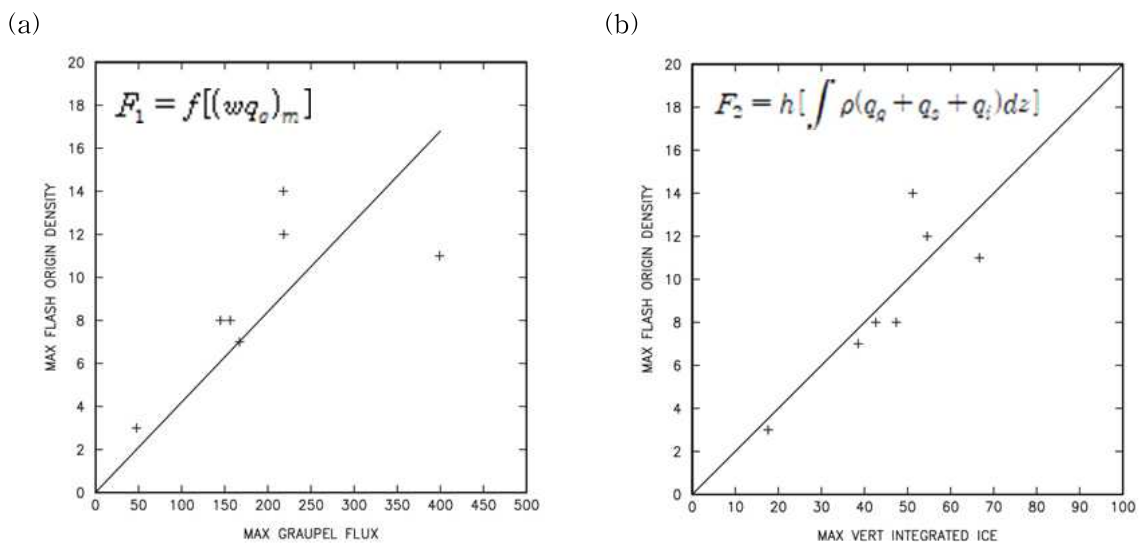 (a)
F₁ = f[(wq_g)_m]
MAX FLASH ORIGIN DENSITY
20
18
16
14
12
10
8
6
4
2
0
0 50 100 150 200 250 300 350 400 450 500
MAX GRAUPEL FLUX
(b)
F₂ = h[∫ ρ(q_g + q_s + q_i)dz]
MAX FLASH ORIGIN DENSITY
20
18
16
14
12
10
8
6
4
2
0
0 10 20 30 40 50 60 70 80 90 100
MAX VERT INTEGRATED ICE